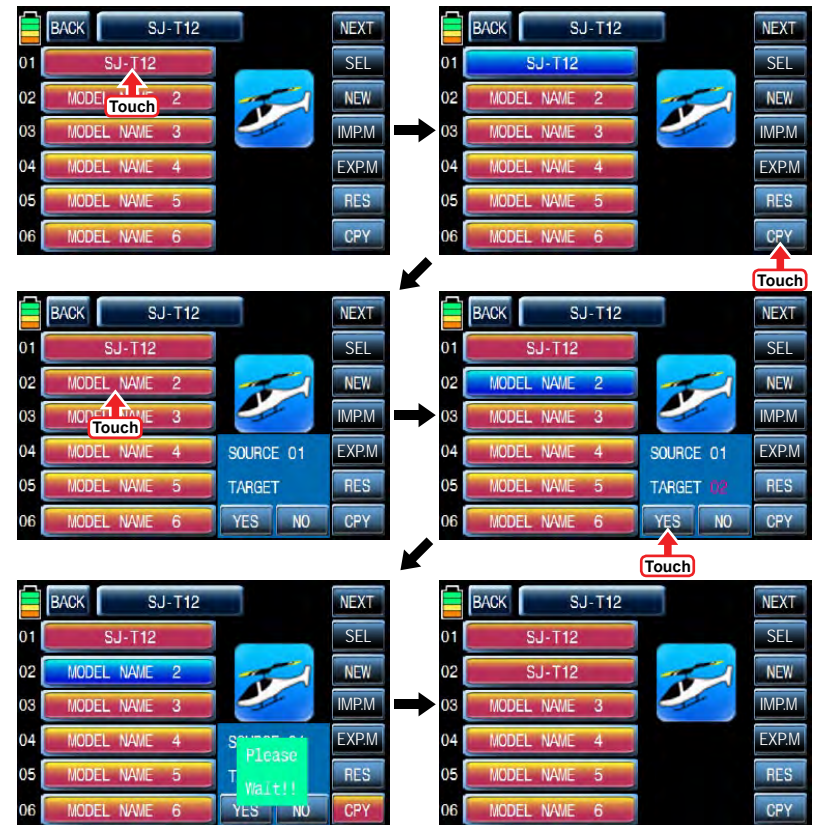 BACK SJ-T12 NEXT
01 SJ-T12 SEL
02 MODEL NAME 2 NEW
Touch
03 MODEL NAME 3 IMP.M
04 MODEL NAME 4 EXP.M
05 MODEL NAME 5 RES
06 MODEL NAME 6 CPY
BACK SJ-T12 NEXT
01 SJ-T12 SEL
02 MODEL NAME 2 NEW
03 MODEL NAME 3 IMP.M
04 MODEL NAME 4 EXP.M
05 MODEL NAME 5 RES
06 MODEL NAME 6 CPY
Touch
BACK SJ-T12 NEXT
01 SJ-T12 SEL
02 MODEL NAME 2 NEW
03 MODEL NAME 3 IMP.M
Touch
04 MODEL NAME 4 SOURCE 01 EXP.M
05 MODEL NAME 5 TARGET RES
06 MODEL NAME 6 YES NO CPY
BACK SJ-T12 NEXT
01 SJ-T12 SEL
02 MODEL NAME 2 NEW
03 MODEL NAME 3 IMP.M
04 MODEL NAME 4 SOURCE 01 EXP.M
05 MODEL NAME 5 TARGET 02 RES
06 MODEL NAME 6 YES NO CPY
Touch
BACK SJ-T12 NEXT
01 SJ-T12 SEL
02 MODEL NAME 2 NEW
03 MODEL NAME 3 IMP.M
04 MODEL NAME 4 EXP.M
Please
05 MODEL NAME 5 RES
Wait!!
06 MODEL NAME 6 YES NO CPY
BACK SJ-T12 NEXT
01 SJ-T12 SEL
02 SJ-T12 NEW
03 MODEL NAME 3 IMP.M
04 MODEL NAME 4 EXP.M
05 MODEL NAME 5 RES
06 MODEL NAME 6 CPY